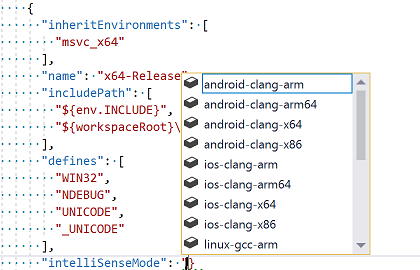 {
"inheritEnvironments": [
"msvc_x64"
],
"name": "x64-Release"
"includePath": [
"${env.INCLUDE}",
"${workspaceRoot}\
],
"defines": [
"WIN32",
"NDEBUG",
"UNICODE",
"_UNICODE"
],
"intelliSenseMode": "}
android-clang-arm
android-clang-arm64
android-clang-x64
android-clang-x86
ios-clang-arm
ios-clang-arm64
ios-clang-x64
ios-clang-x86
linux-gcc-arm